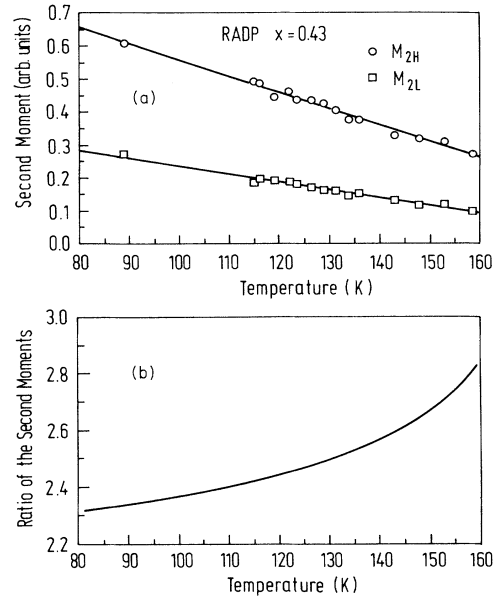 RADP x = 0.43
M2H
M2L
(a)
Second Moment (arb. units)
0.7
0.6
0.5
0.4
0.3
0.2
0.1
0.0
80 90 100 110 120 130 140 150 160
Temperature (K)
(b)
Ratio of the Second Moments
3.0
2.8
2.6
2.4
2.2
80 90 100 110 120 130 140 150 160
Temperature (K)